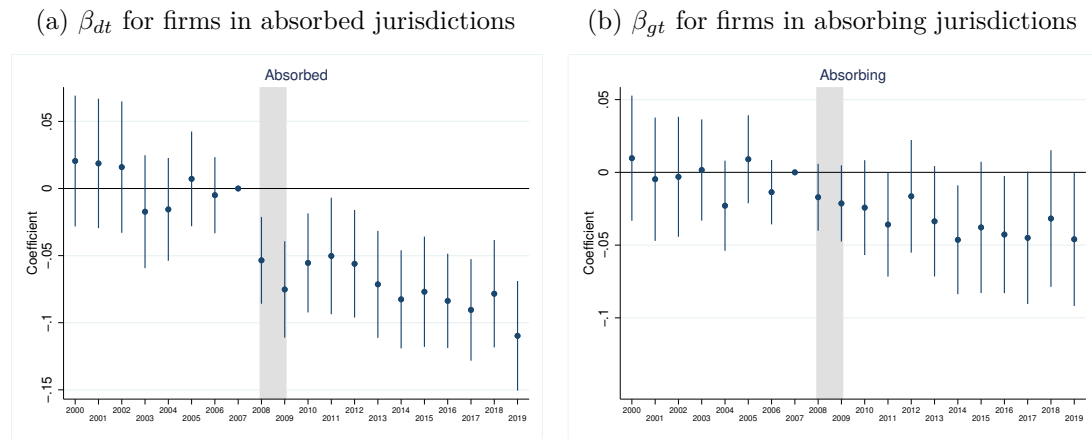 (a) β_dt for firms in absorbed jurisdictions
Absorbed
Coefficient
.05
0
-.05
-.1
-.15
2000 2001 2002 2003 2004 2005 2006 2007 2008 2009 2010 2011 2012 2013 2014 2015 2016 2017 2018 2019
(b) β_gt for firms in absorbing jurisdictions
Absorbing
Coefficient
.05
0
-.05
-.1
2000 2001 2002 2003 2004 2005 2006 2007 2008 2009 2010 2011 2012 2013 2014 2015 2016 2017 2018 2019